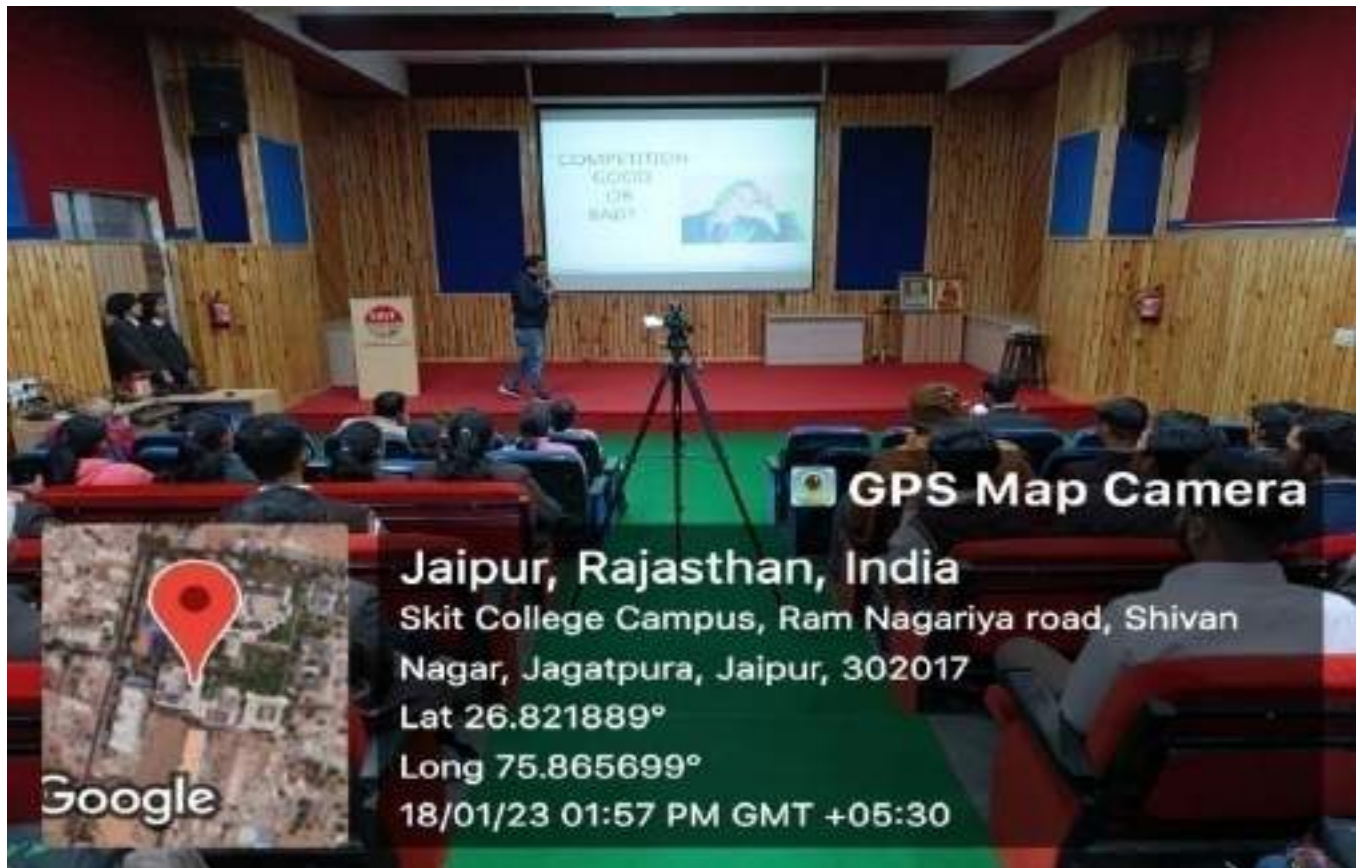 COMPETITION
GOOD
OR
BAD?
SKIT
GPS Map Camera
Jaipur, Rajasthan, India
Skit College Campus, Ram Nagariya road, Shivan
Nagar, Jagatpura, Jaipur, 302017
Lat 26.821889°
Long 75.865699°
18/01/23 01:57 PM GMT +05:30
Google